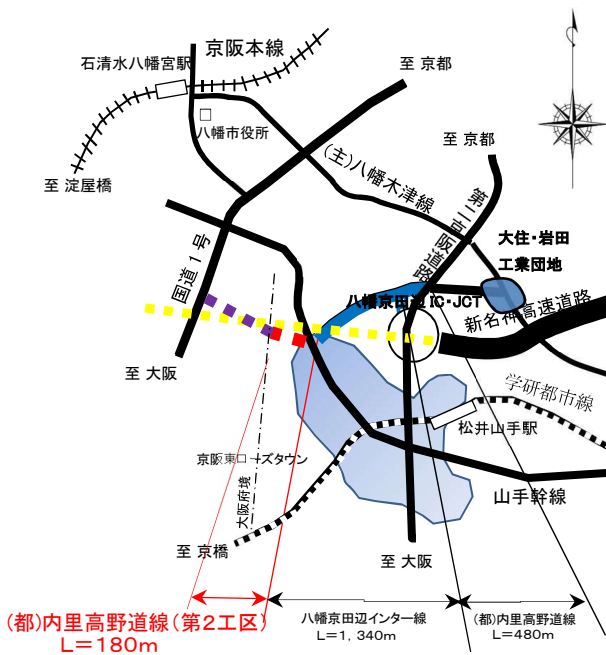 京阪本線
石清水八幡宮駅
至 京都
八幡市役所
至 京都
(主)八幡木津線
至 淀屋橋
第二京阪道路
大住・岩田
工業団地
国道1号
八幡京田辺IC・JCT
新名神高速道路
至 大阪
学研都市線
松井山手駅
京阪東ローズタウン
大阪府境
山手幹線
至 京橋
至 大阪
(都)内里高野道線(第2工区)
L=180m
八幡京田辺インター線
L=1,340m
(都)内里高野道線
L=480m